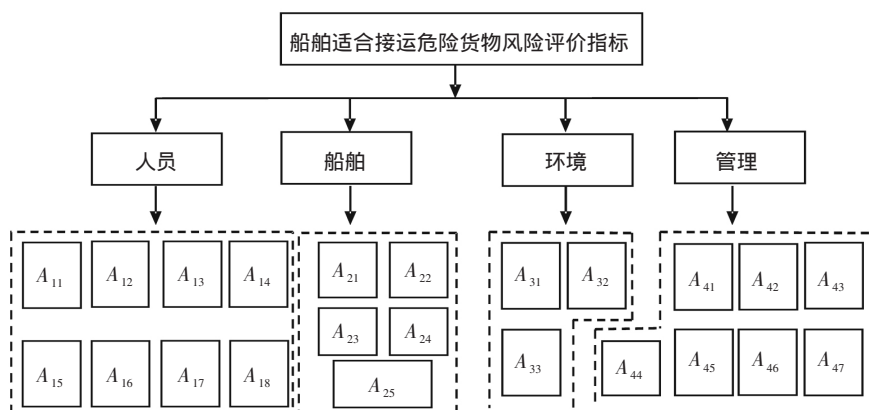 船舶适合接运危险货物风险评价指标
人员 船舶 环境 管理
A11 A12 A13 A14 A21 A22 A31 A32 A41 A42 A43
A23 A24
A15 A16 A17 A18 A25 A33 A44 A45 A46 A47